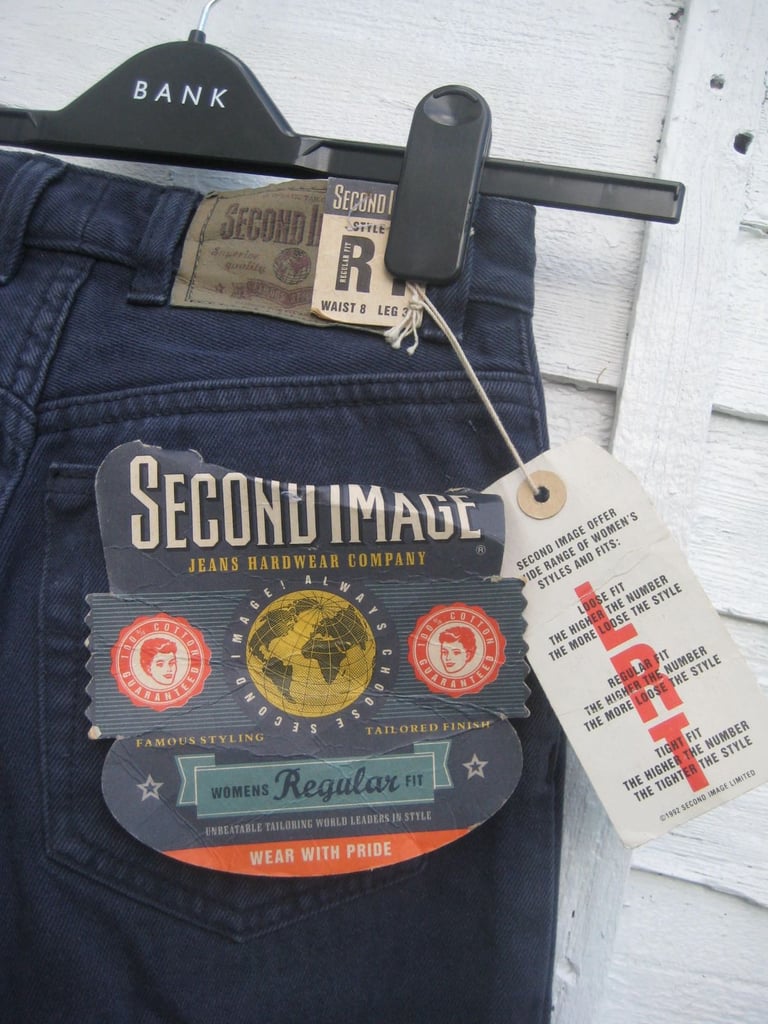 BANK
SECOND I
Superior
quality
SECOND I
STYLE
REGULAR FIT
R
WAIST 8 LEG 3
SECOND IMAGE
®
JEANS HARDWEAR COMPANY
IMAGE! ALWAYS CHOOSE SECOND
100% COTTON
GUARANTEED
100% COTTON
GUARANTEED
FAMOUS STYLING
TAILORED FINISH
WOMENS Regular FIT
UNBEATABLE TAILORING WORLD LEADERS IN STYLE
WEAR WITH PRIDE
SECOND IMAGE OFFER
IDE RANGE OF WOMEN'S
STYLES AND FITS:
L
LOOSE FIT
THE HIGHER THE NUMBER
THE MORE LOOSE THE STYLE
R
REGULAR FIT
THE HIGHER THE NUMBER
THE MORE LOOSE THE STYLE
T
TIGHT FIT
THE HIGHER THE NUMBER
THE TIGHTER THE STYLE
©1992 SECOND IMAGE LIMITED